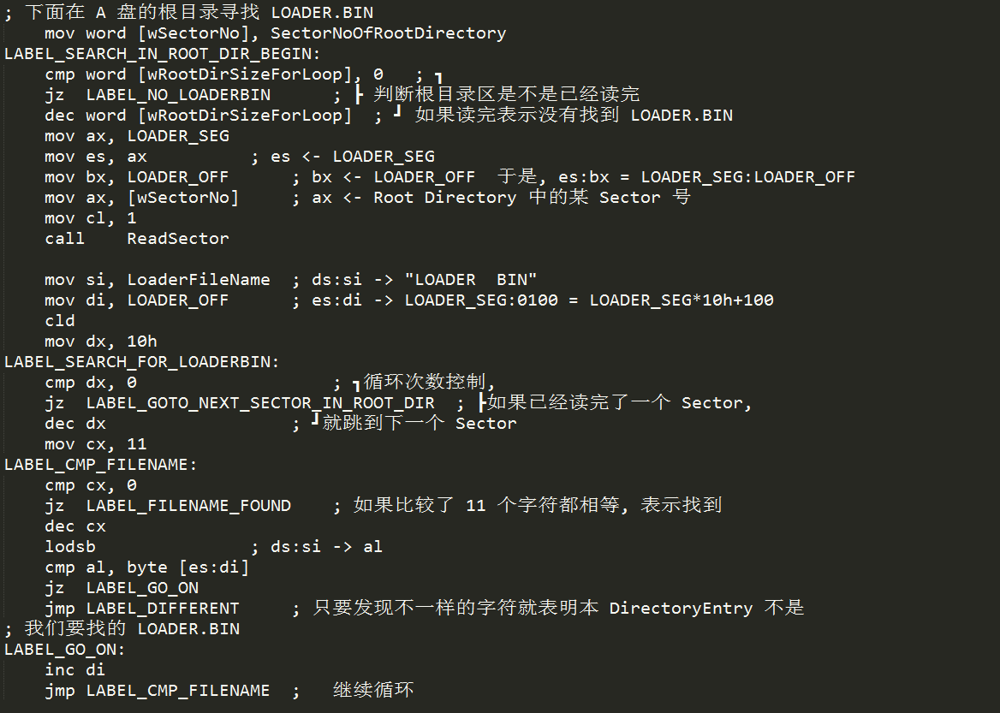 ; 下面在 A 盘的根目录寻找 LOADER.BIN
    mov word [wSectorNo], SectorNoOfRootDirectory
LABEL_SEARCH_IN_ROOT_DIR_BEGIN:
    cmp word [wRootDirSizeForLoop], 0   ; ┓
    jz  LABEL_NO_LOADERBIN      ; ┣ 判断根目录区是不是已经读完
    dec word [wRootDirSizeForLoop]  ; ┛ 如果读完表示没有找到 LOADER.BIN
    mov ax, LOADER_SEG
    mov es, ax          ; es <- LOADER_SEG
    mov bx, LOADER_OFF      ; bx <- LOADER_OFF  于是, es:bx = LOADER_SEG:LOADER_OFF
    mov ax, [wSectorNo]     ; ax <- Root Directory 中的某 Sector 号
    mov cl, 1
    call    ReadSector

    mov si, LoaderFileName  ; ds:si -> "LOADER  BIN"
    mov di, LOADER_OFF      ; es:di -> LOADER_SEG:0100 = LOADER_SEG*10h+100
    cld
    mov dx, 10h
LABEL_SEARCH_FOR_LOADERBIN:
    cmp dx, 0                   ; ┓循环次数控制,
    jz  LABEL_GOTO_NEXT_SECTOR_IN_ROOT_DIR  ; ┣如果已经读完了一个 Sector,
    dec dx                  ; ┛就跳到下一个 Sector
    mov cx, 11
LABEL_CMP_FILENAME:
    cmp cx, 0
    jz  LABEL_FILENAME_FOUND    ; 如果比较了 11 个字符都相等, 表示找到
    dec cx
    lodsb               ; ds:si -> al
    cmp al, byte [es:di]
    jz  LABEL_GO_ON
    jmp LABEL_DIFFERENT     ; 只要发现不一样的字符就表明本 DirectoryEntry 不是
; 我们要找的 LOADER.BIN
LABEL_GO_ON:
    inc di
    jmp LABEL_CMP_FILENAME  ;   继续循环